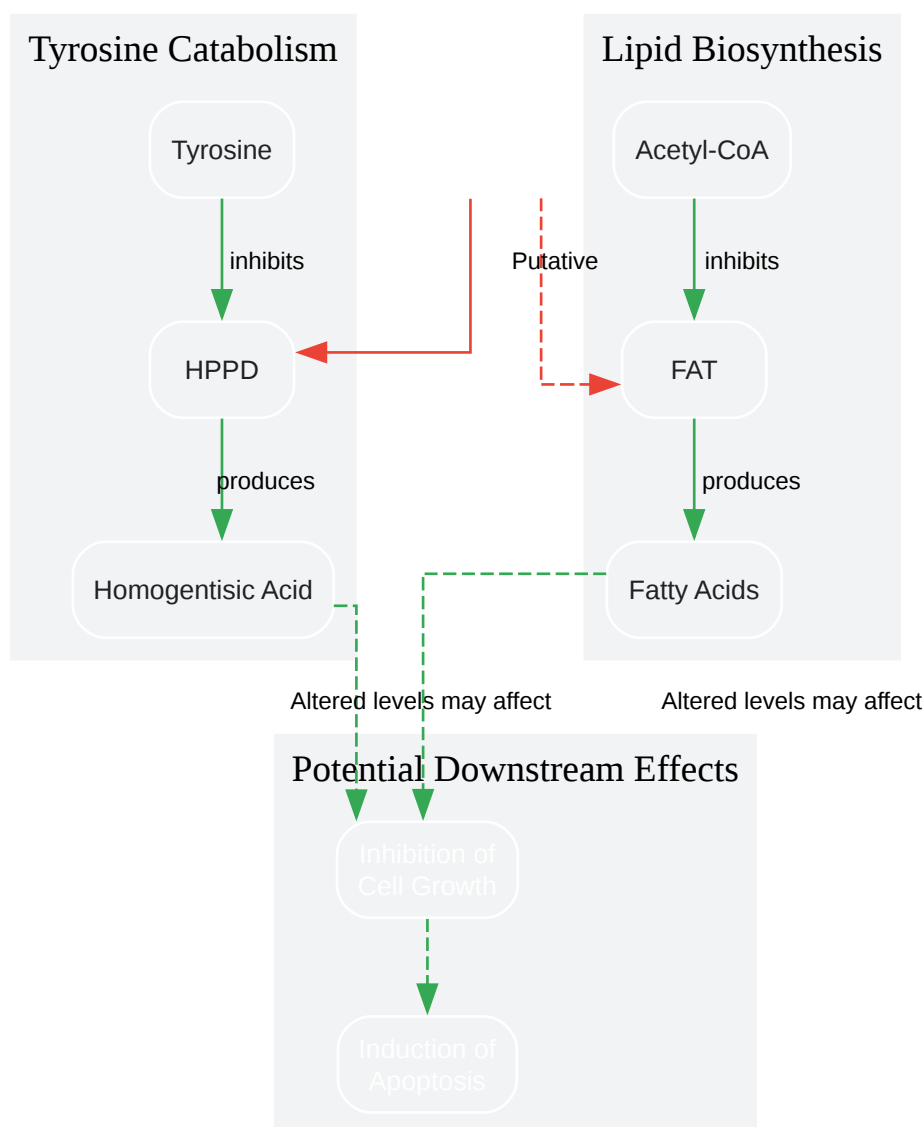 Tyrosine Catabolism
Lipid Biosynthesis
Tyrosine
Acetyl-CoA
inhibits
Putative
inhibits
HPPD
FAT
produces
produces
Homogentisic Acid
Fatty Acids
Altered levels may affect
Altered levels may affect
Potential Downstream Effects
Inhibition of
Cell Growth
Induction of
Apoptosis